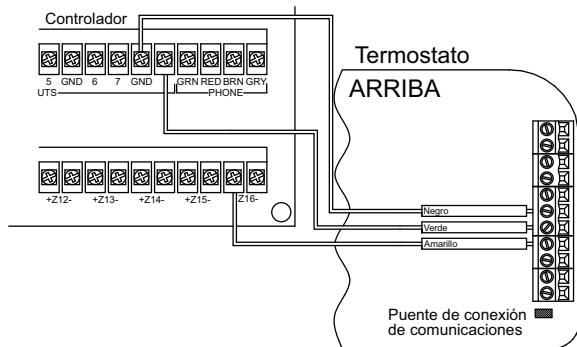 Controlador
Termostato
ARRIBA
5 GND 6 7 GND GRN RED BRN GRY
UTS PHONE
+Z12- +Z13- +Z14- +Z15- Z16-
Negro
Verde
Amarillo
Puente de conexión
de comunicaciones